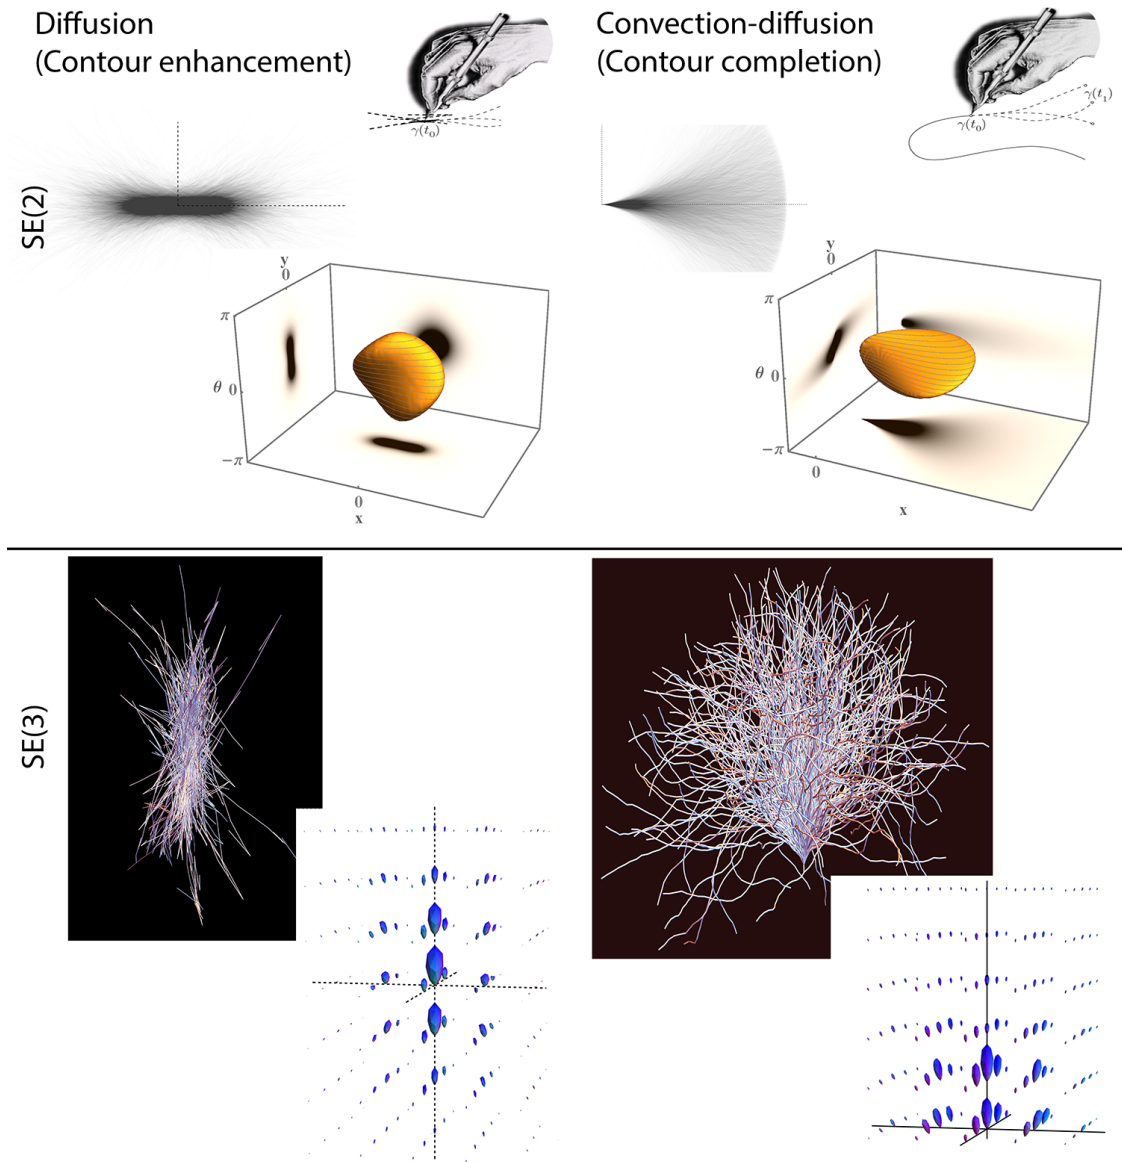 Diffusion
(Contour enhancement)
γ(t₀)
Convection-diffusion
(Contour completion)
γ(t₁)
γ(t₀)
SE(2)
y
0
π
θ 0
−π
0
x
y
0
π
θ 0
−π
0
x
SE(3)